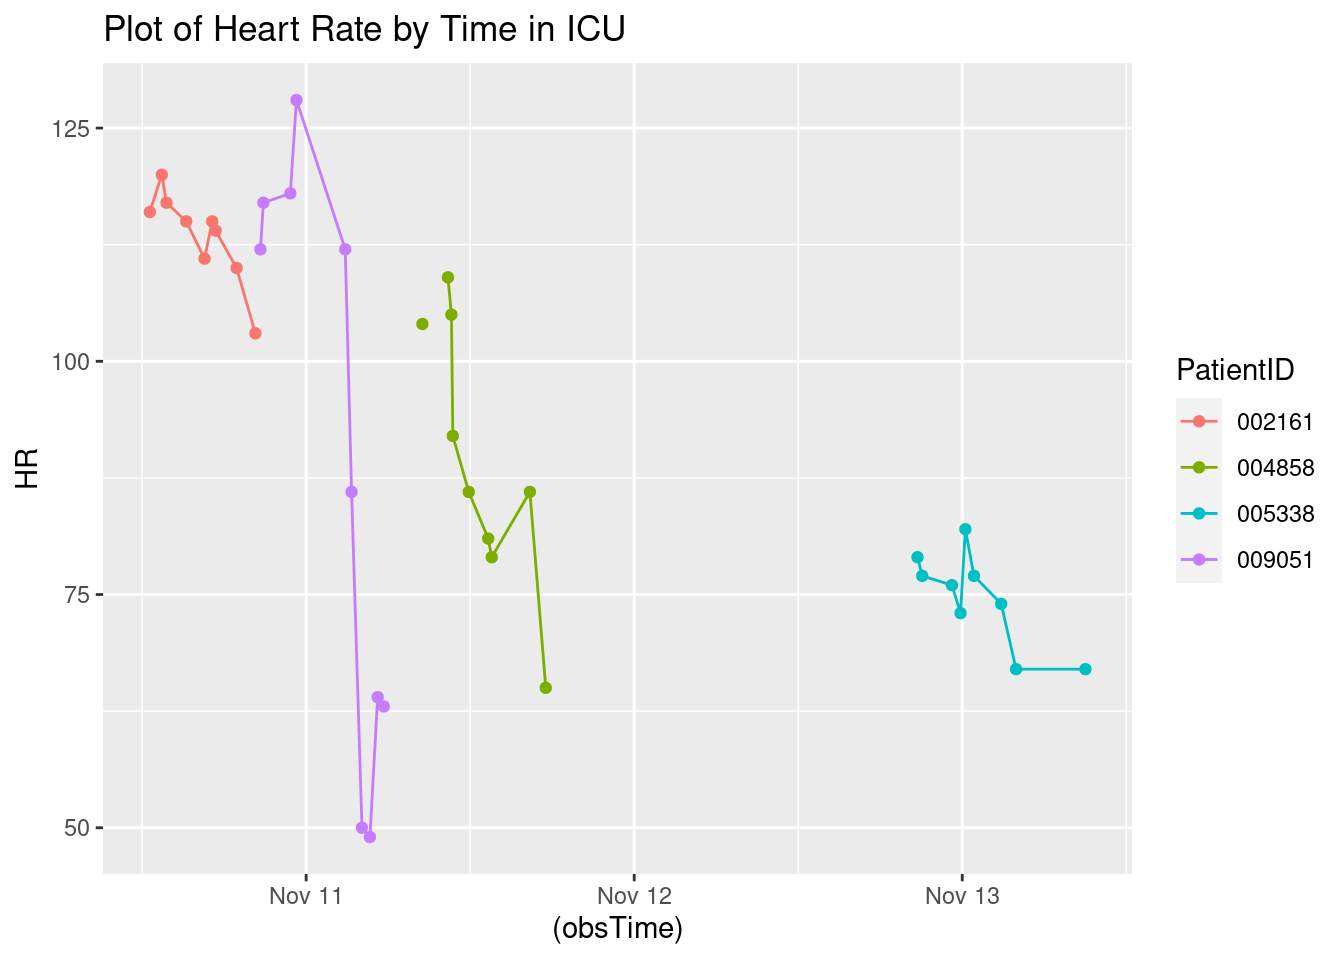 Plot of Heart Rate by Time in ICU
125
100
75
50
HR
Nov 11
Nov 12
Nov 13
(obsTime)
PatientID
002161
004858
005338
009051